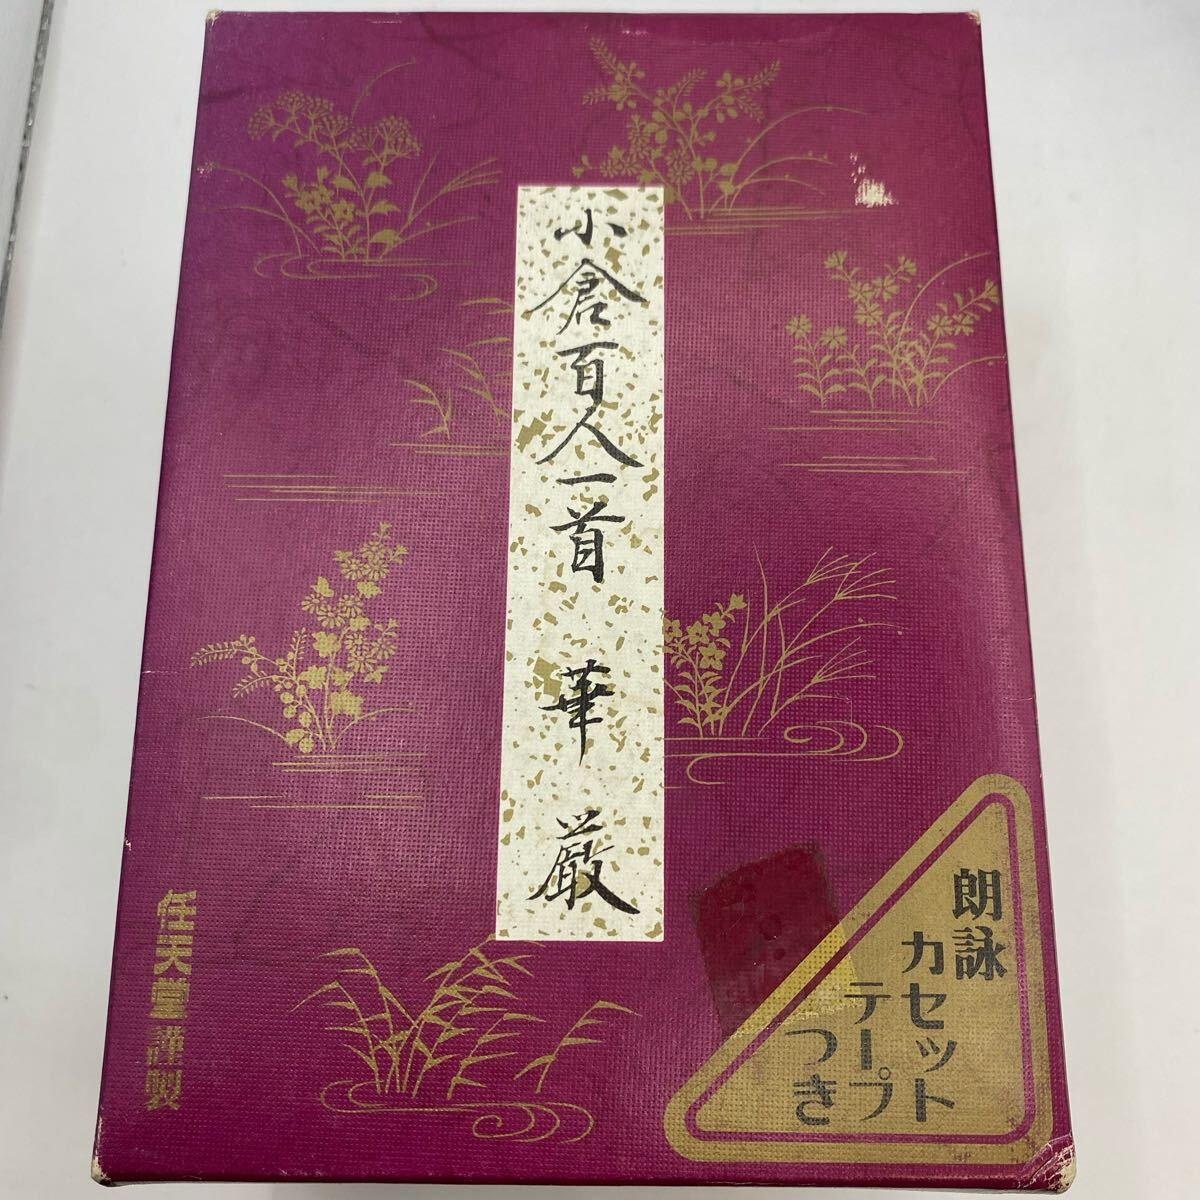 小倉百人一首 華厳
朗詠
カセット
テープ
つき
任天堂謹製